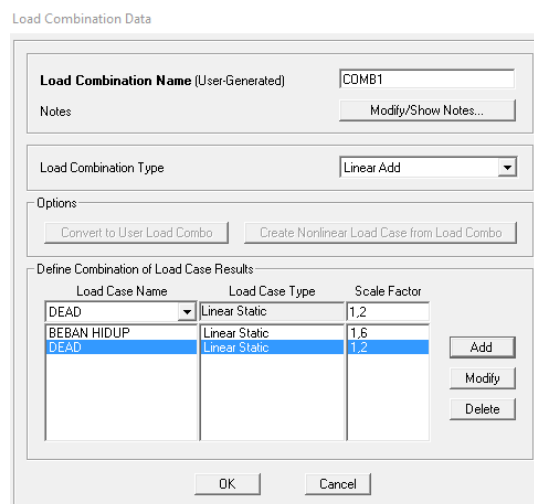 Load Combination Data
Load Combination Name (User-Generated) COMB1
Notes Modify/Show Notes...
Load Combination Type Linear Add
Options
Convert to User Load Combo Create Nonlinear Load Case from Load Combo
Define Combination of Load Case Results
Load Case Name Load Case Type Scale Factor
DEAD Linear Static 1,2
BEBAN HIDUP Linear Static 1,6
DEAD Linear Static 1,2
Add
Modify
Delete
OK Cancel